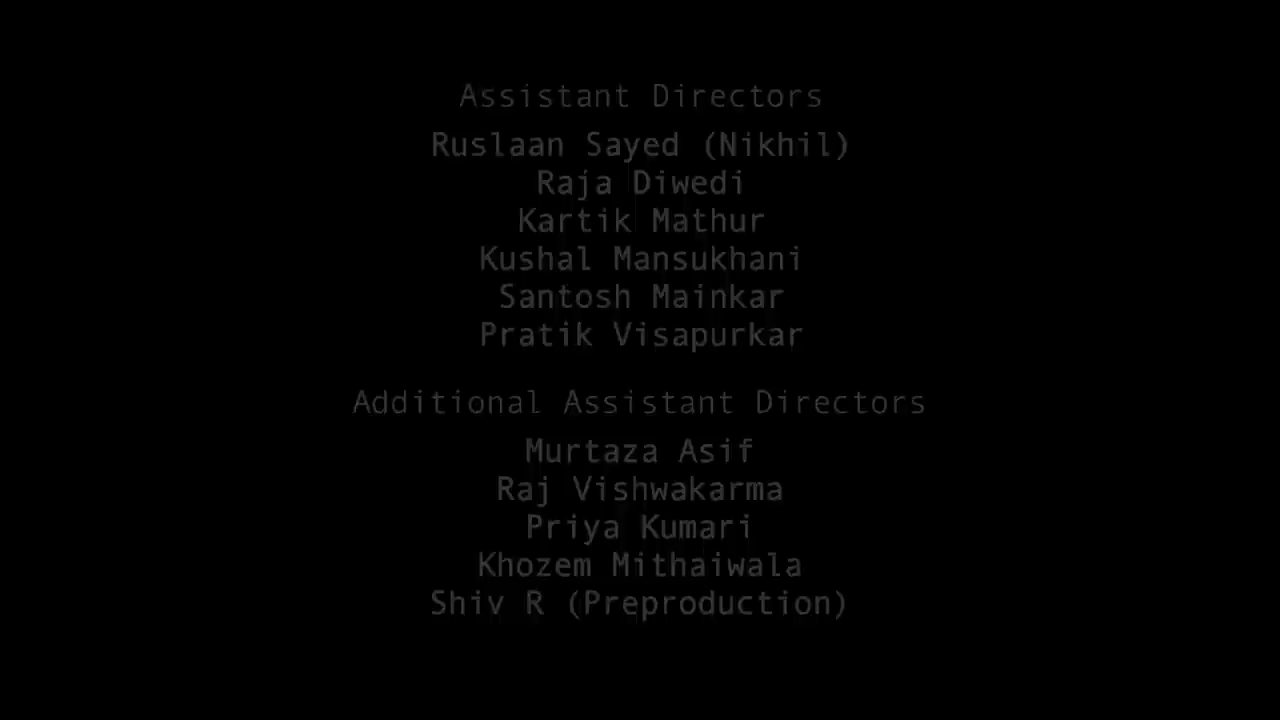 Assistant Directors
Ruslaan Sayed (Nikhil)
Raja Diwedi
Kartik Mathur
Kushal Mansukhani
Santosh Mainkar
Pratik Visapurkar
Additional Assistant Directors
Murtaza Asif
Raj Vishwakarma
Priya Kumari
Khozem Mithaiwala
Shiv R (Preproduction)